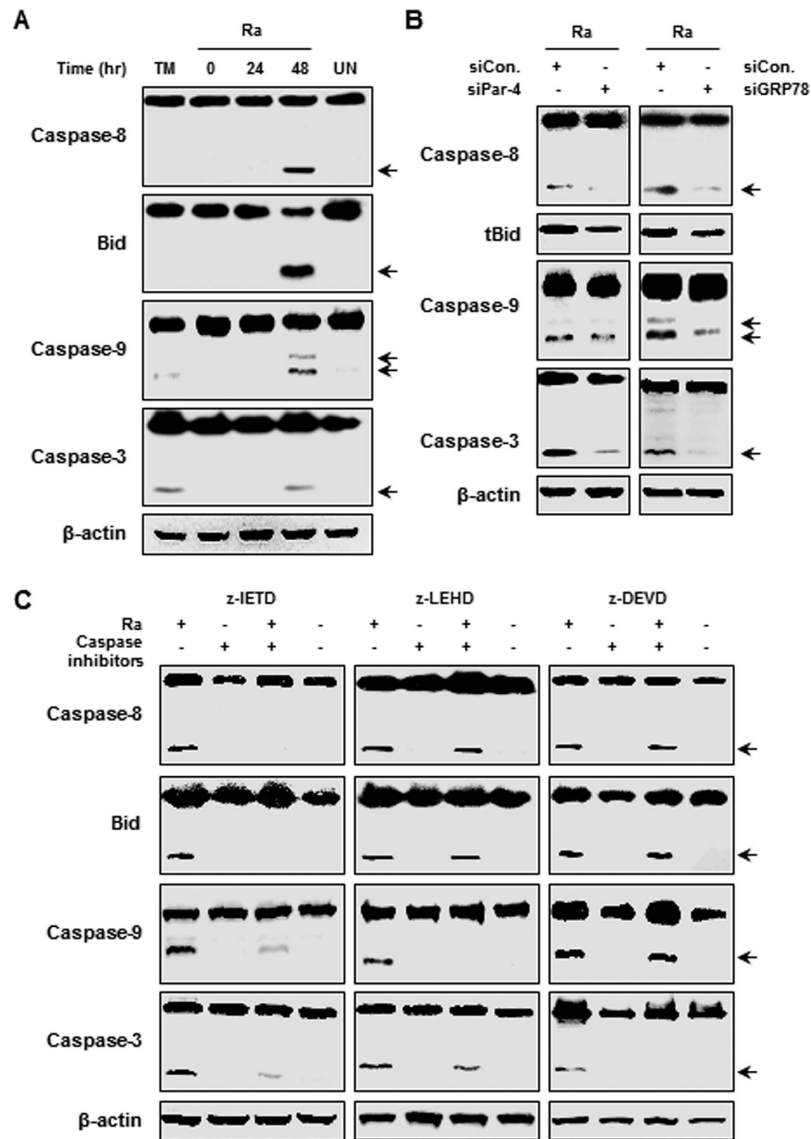 A
Ra
Time (hr) TM 0 24 48 UN
Caspase-8
Bid
Caspase-9
Caspase-3
β-actin
B
Ra Ra
siCon. + - + - siCon.
siPar-4 - + - + siGRP78
Caspase-8
tBid
Caspase-9
Caspase-3
β-actin
C
z-IETD z-LEHD z-DEVD
Ra + - + - + - + - + - + -
Caspase
inhibitors - + + - - + + - - + + -
Caspase-8
Bid
Caspase-9
Caspase-3
β-actin